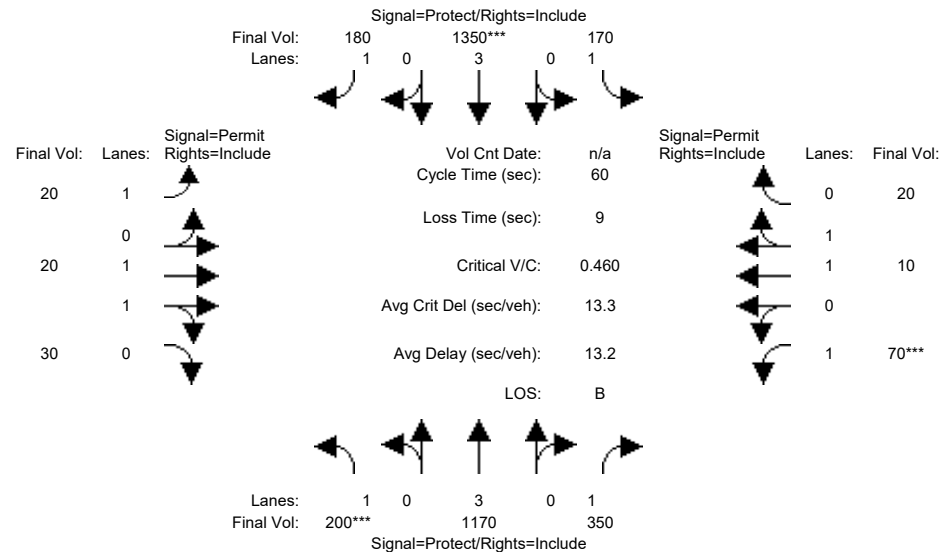 Signal=Protect/Rights=Include
Final Vol: 180 1350*** 170
Lanes: 1 0 3 0 1
Signal=Permit Signal=Permit
Final Vol: Lanes: Rights=Include Vol Cnt Date: n/a Rights=Include Lanes: Final Vol:
Cycle Time (sec): 60
20 1 0 20
Loss Time (sec): 9
0 1
20 1 Critical V/C: 0.460 1 10
1 Avg Crit Del (sec/veh): 13.3 0
30 0 Avg Delay (sec/veh): 13.2 1 70***
LOS: B
Lanes: 1 0 3 0 1
Final Vol: 200*** 1170 350
Signal=Protect/Rights=Include